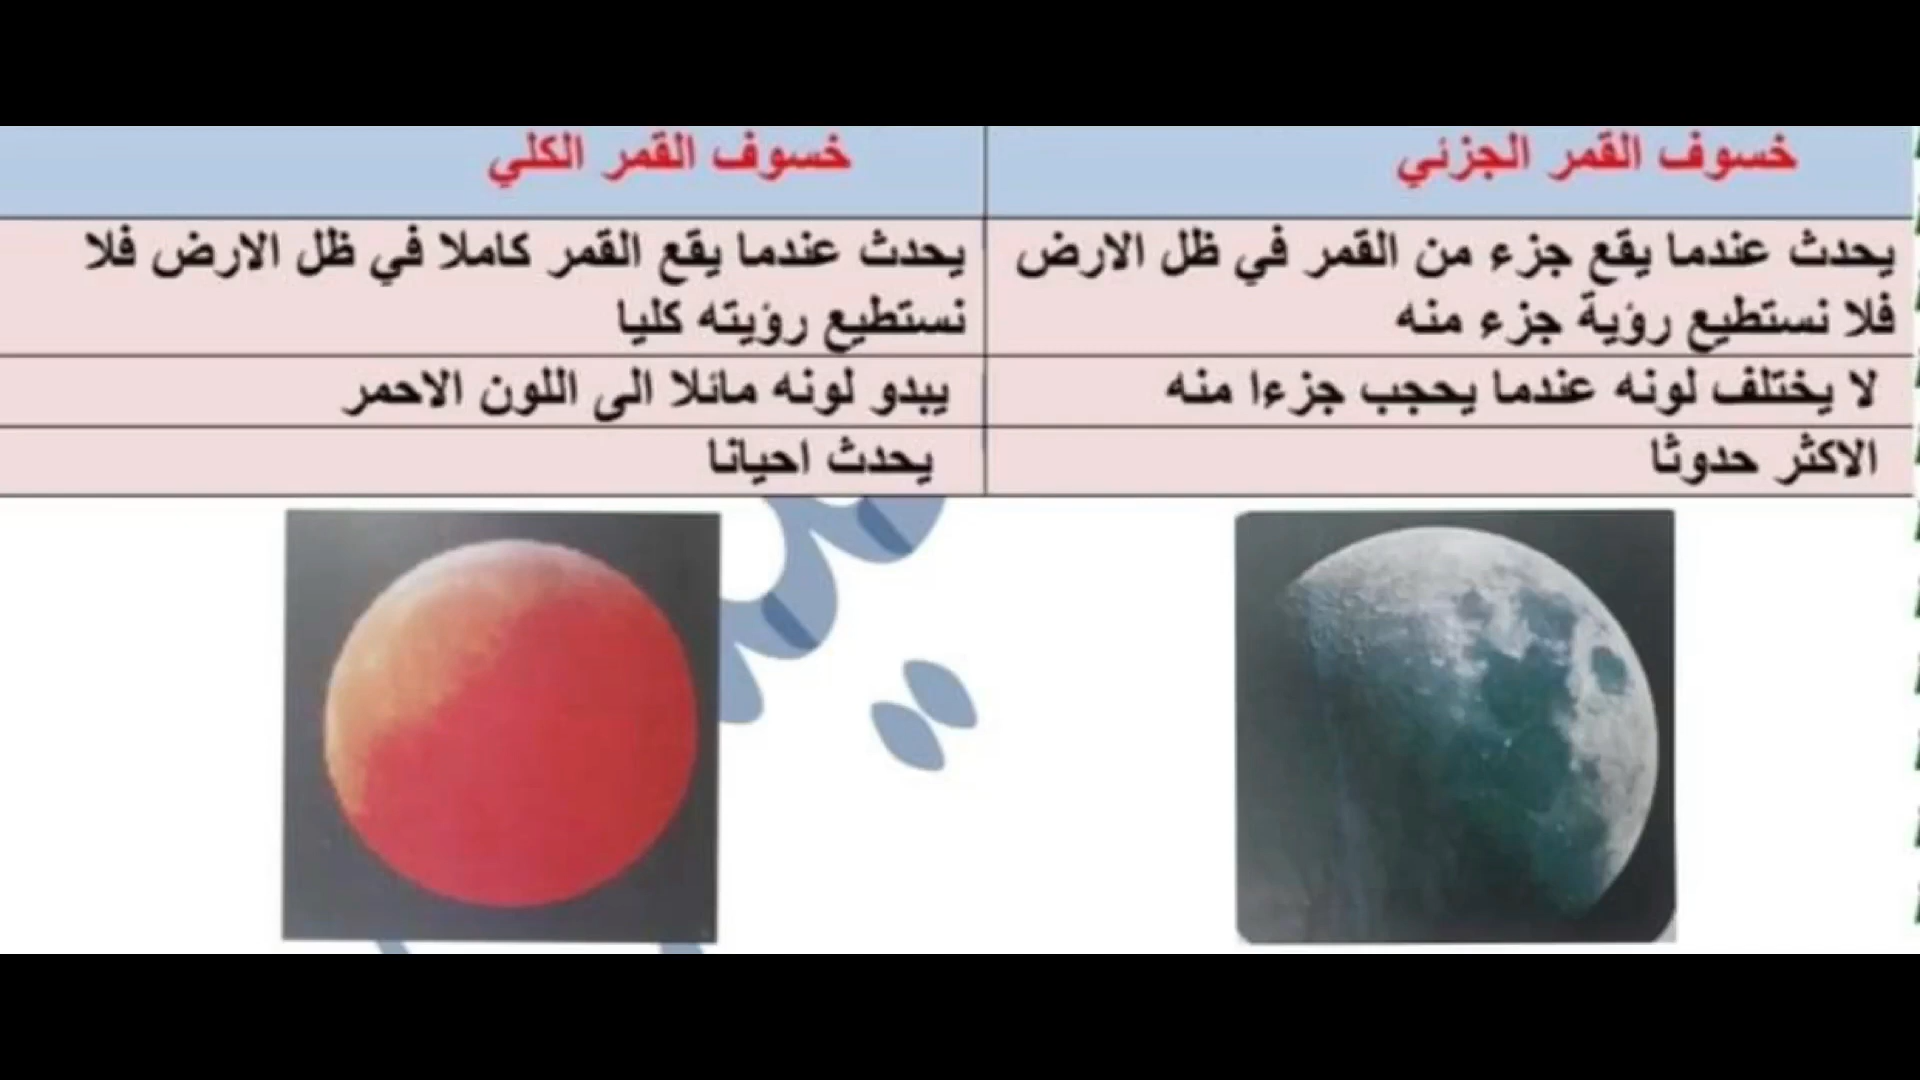 خسوف القمر الجزئي
خسوف القمر الكلي
يحدث عندما يقع جزء من القمر في ظل الارض
فلا نستطيع رؤية جزء منه
يحدث عندما يقع القمر كاملا في ظل الارض فلا
نستطيع رؤيته كليا
لا يختلف لونه عندما يحجب جزءا منه
يبدو لونه مائلا الى اللون الاحمر
الاكثر حدوثا
يحدث احيانا